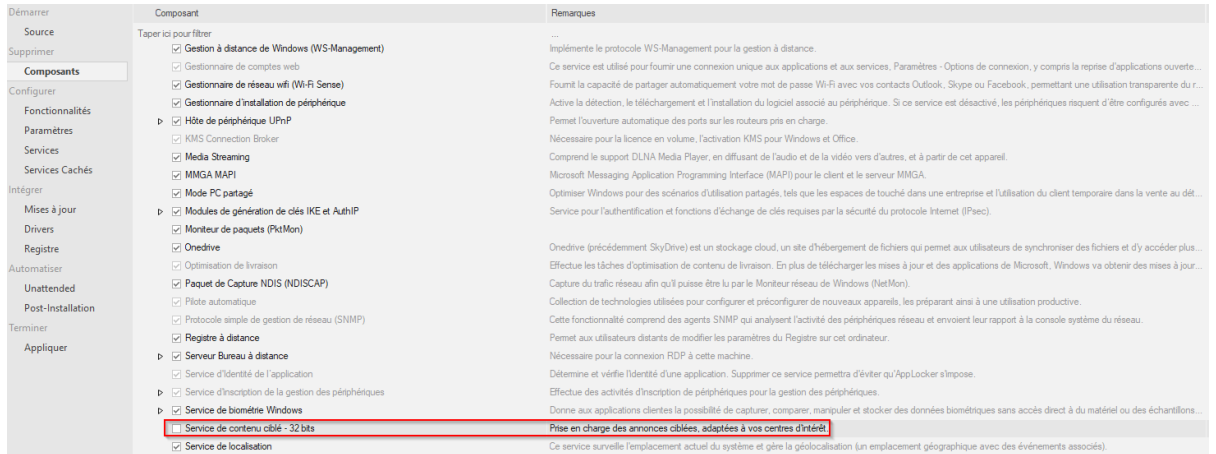 Démarrer
Source
Supprimer
Composants
Configurer
Fonctionnalités
Paramètres
Services
Services Cachés
Intégrer
Mises à jour
Drivers
Registre
Automatiser
Unattended
Post-Installation
Terminer
Appliquer
Composant Remarques
Taper ici pour filtrer ...
Gestion à distance de Windows (WS-Management) Implémente le protocole WS-Management pour la gestion à distance.
Gestionnaire de comptes web Ce service est utilisé pour fournir une connexion unique aux applications et aux services, Paramètres - Options de connexion, y compris la reprise d'applications ouverte...
Gestionnaire de réseau wifi (Wi-Fi Sense) Fournit la capacité de partager automatiquement votre mot de passe Wi-Fi avec vos contacts Outlook, Skype ou Facebook, permettant une utilisation transparente du r...
Gestionnaire d'installation de périphérique Active la détection, le téléchargement et l'installation du logiciel associé au périphérique. Si ce service est désactivé, les périphériques risquent d'être configurés avec ...
Hôte de périphérique UPnP Permet l'ouverture automatique des ports sur les routeurs pris en charge.
KMS Connection Broker Nécessaire pour la licence en volume, l'activation KMS pour Windows et Office.
Media Streaming Comprend le support DLNA Media Player, en diffusant de l'audio et de la vidéo vers d'autres, et à partir de cet appareil.
MMGA MAPI Microsoft Messaging Application Programming Interface (MAPI) pour le client et le serveur MMGA.
Mode PC partagé Optimiser Windows pour des scénarios d'utilisation partagés, tels que les espaces de touché dans une entreprise et l'utilisation du client temporaire dans la vente au dét...
Modules de génération de clés IKE et AuthIP Service pour l'authentification et fonctions d'échange de clés requises par la sécurité du protocole Internet (IPsec).
Moniteur de paquets (PktMon)
Onedrive Onedrive (précédemment SkyDrive) est un stockage cloud, un site d'hébergement de fichiers qui permet aux utilisateurs de synchroniser des fichiers et d'y accéder plus...
Optimisation de livraison Effectue les tâches d'optimisation de contenu de livraison. En plus de télécharger les mises à jour et des applications de Microsoft, Windows va obtenir des mises à jour...
Paquet de Capture NDIS (NDISCAP) Capture du trafic réseau afin qu'il puisse être lu par le Moniteur réseau de Windows (NetMon).
Pilote automatique Collection de technologies utilisées pour configurer et préconfigurer de nouveaux appareils, les préparant ainsi à une utilisation productive.
Protocole simple de gestion de réseau (SNMP) Cette fonctionnalité comprend des agents SNMP qui analysent l'activité des périphériques réseau et envoient leur rapport à la console système du réseau.
Registre à distance Permet aux utilisateurs distants de modifier les paramètres du Registre sur cet ordinateur.
Serveur Bureau à distance Nécessaire pour la connexion RDP à cette machine.
Service d'Identité de l'application Détermine et vérifie l'identité d'une application. Supprimer ce service permettra d'éviter qu'AppLocker s'impose.
Service d'inscription de la gestion des périphériques Effectue des activités d'inscription de périphériques pour la gestion des périphériques.
Service de biométrie Windows Donne aux applications clientes la possibilité de capturer, comparer, manipuler et stocker des données biométriques sans accès direct à du matériel ou des échantillons...
Service de contenu ciblé - 32 bits Prise en charge des annonces ciblées, adaptées à vos centres d'intérêt.
Service de localisation Ce service surveille l'emplacement actuel du système et gère la géolocalisation (un emplacement géographique avec des événements associés).